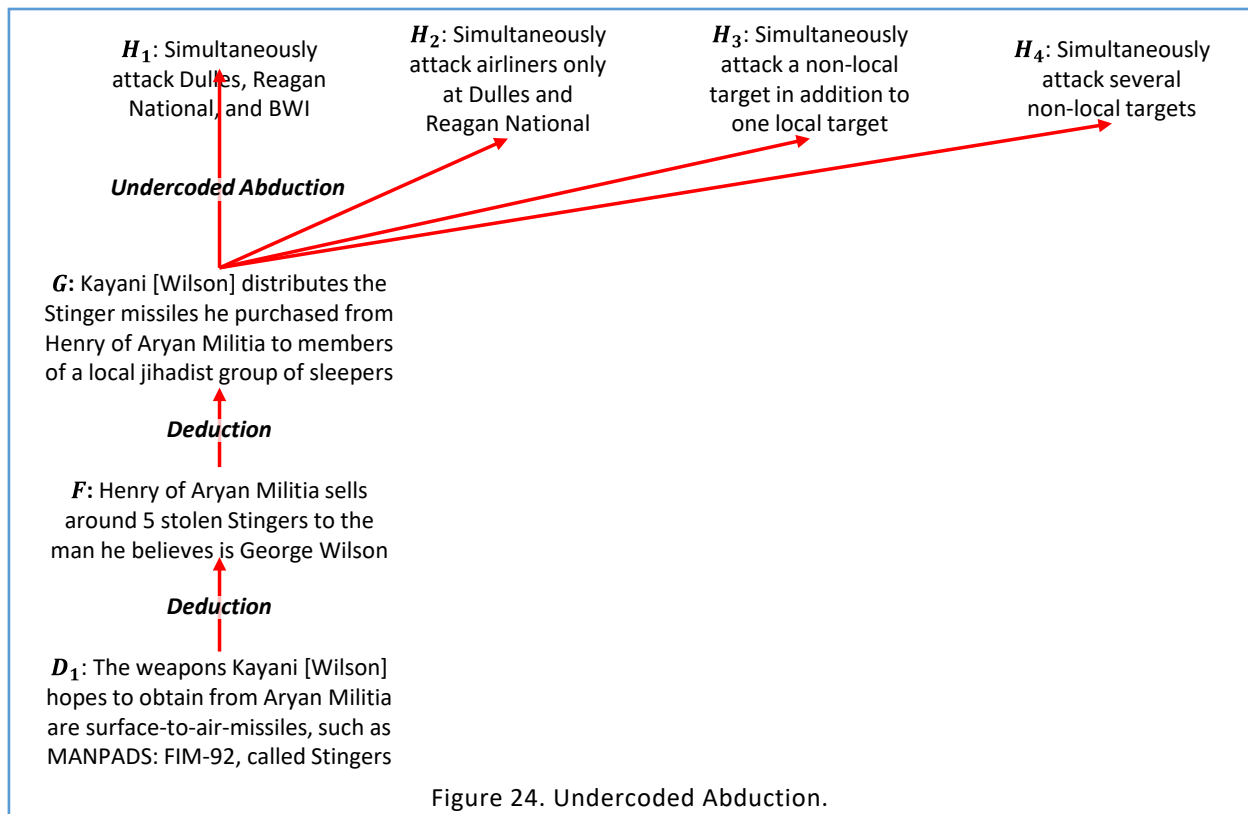 H₁: Simultaneously
attack Dulles, Reagan
National, and BWI
H₂: Simultaneously
attack airliners only
at Dulles and
Reagan National
H₃: Simultaneously
attack a non-local
target in addition to
one local target
H₄: Simultaneously
attack several
non-local targets
Undercoded Abduction
G: Kayani [Wilson] distributes the
Stinger missiles he purchased from
Henry of Aryan Militia to members
of a local jihadist group of sleepers
Deduction
F: Henry of Aryan Militia sells
around 5 stolen Stingers to the
man he believes is George Wilson
Deduction
D₁: The weapons Kayani [Wilson]
hopes to obtain from Aryan Militia
are surface-to-air-missiles, such as
MANPADS: FIM-92, called Stingers
Figure 24. Undercoded Abduction.